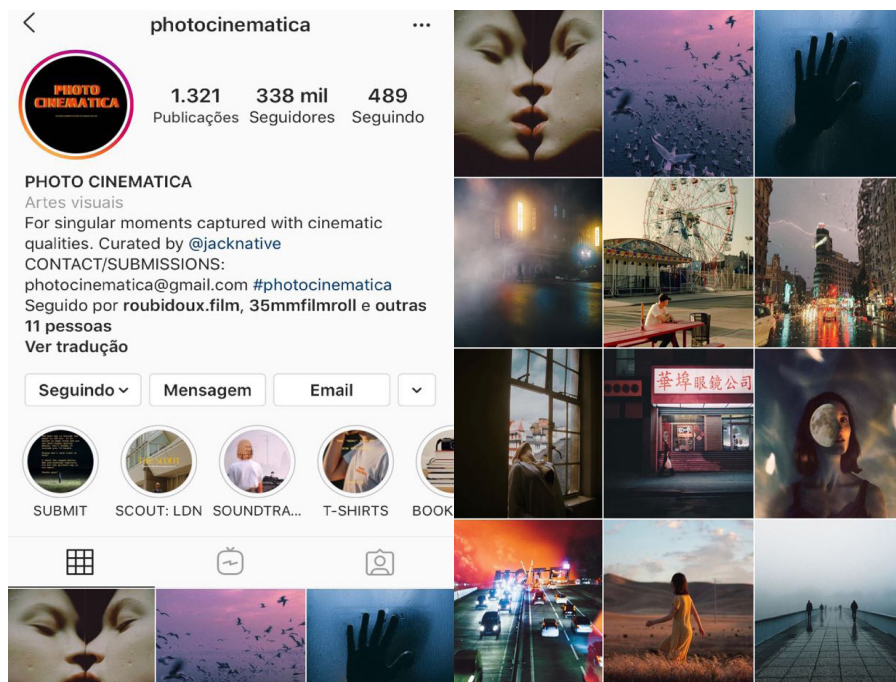 photocinematica
PHOTO
CINEMATICA
1.321 338 mil 489
Publicações Seguidores Seguindo
PHOTO CINEMATICA
Artes visuais
For singular moments captured with cinematic
qualities. Curated by @jacknative
CONTACT/SUBMISSIONS:
photocinematica@gmail.com #photocinematica
Seguido por roubidoux.film, 35mmfilmroll e outras
11 pessoas
Ver tradução
Seguindo Mensagem Email
SUBMIT SCOUT: LDN SOUNDTRA... T-SHIRTS BOOK
華埠眼鏡公司